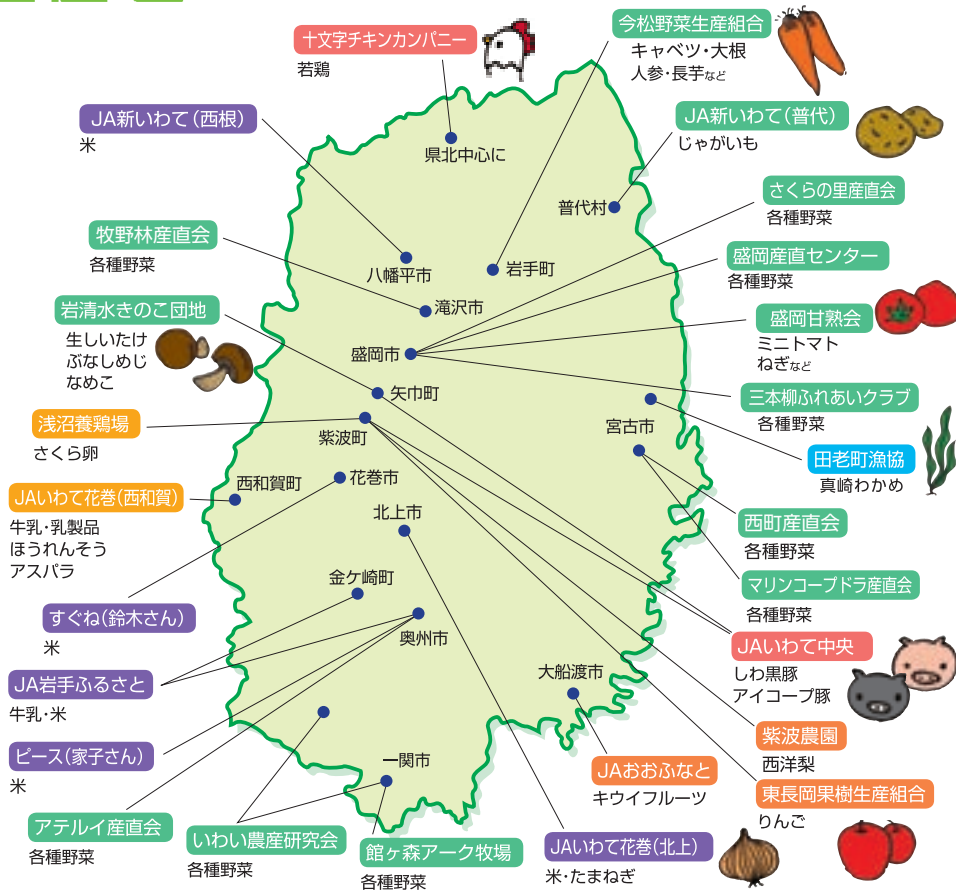 十文字チキンカンパニー
若鶏
今松野菜生産組合
キャベツ・大根
人参・長芋など
JA新いわて(西根)
米
JA新いわて(普代)
じゃがいも
県北中心に
さくらの里産直会
各種野菜
普代村
牧野林産直会
各種野菜
八幡平市
岩手町
盛岡産直センター
各種野菜
岩清水きのこ団地
生しいたけ
ぶなしめじ
なめこ
滝沢市
盛岡甘熟会
ミニトマト
ねぎなど
盛岡市
矢巾町
三本柳ふれあいクラブ
各種野菜
浅沼養鶏場
さくら卵
紫波町
宮古市
田老町漁協
真崎わかめ
JAいわて花巻(西和賀)
牛乳・乳製品
ほうれんそう
アスパラ
西和賀町
花巻市
北上市
西町産直会
各種野菜
金ケ崎町
マリンコープドラ産直会
各種野菜
すぐね(鈴木さん)
米
奥州市
JAいわて中央
しわ黒豚
アイコープ豚
JA岩手ふるさと
牛乳・米
大船渡市
紫波農園
西洋梨
ピース(家子さん)
米
一関市
JAおおふなと
キウイフルーツ
東長岡果樹生産組合
りんご
アテルイ産直会
各種野菜
いわい農産研究会
各種野菜
館ヶ森アーク牧場
各種野菜
JAいわて花巻(北上)
米・たまねぎ